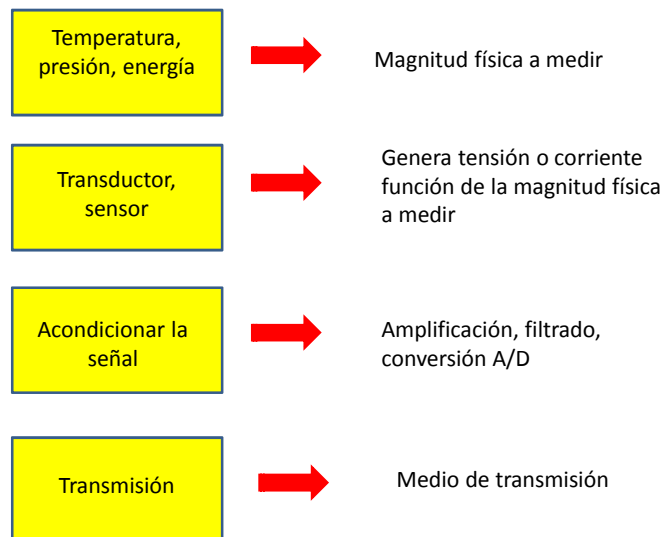 Temperatura,
presión, energía
Magnitud física a medir
Transductor,
sensor
Genera tensión o corriente
función de la magnitud física
a medir
Acondicionar la
señal
Amplificación, filtrado,
conversión A/D
Transmisión
Medio de transmisión